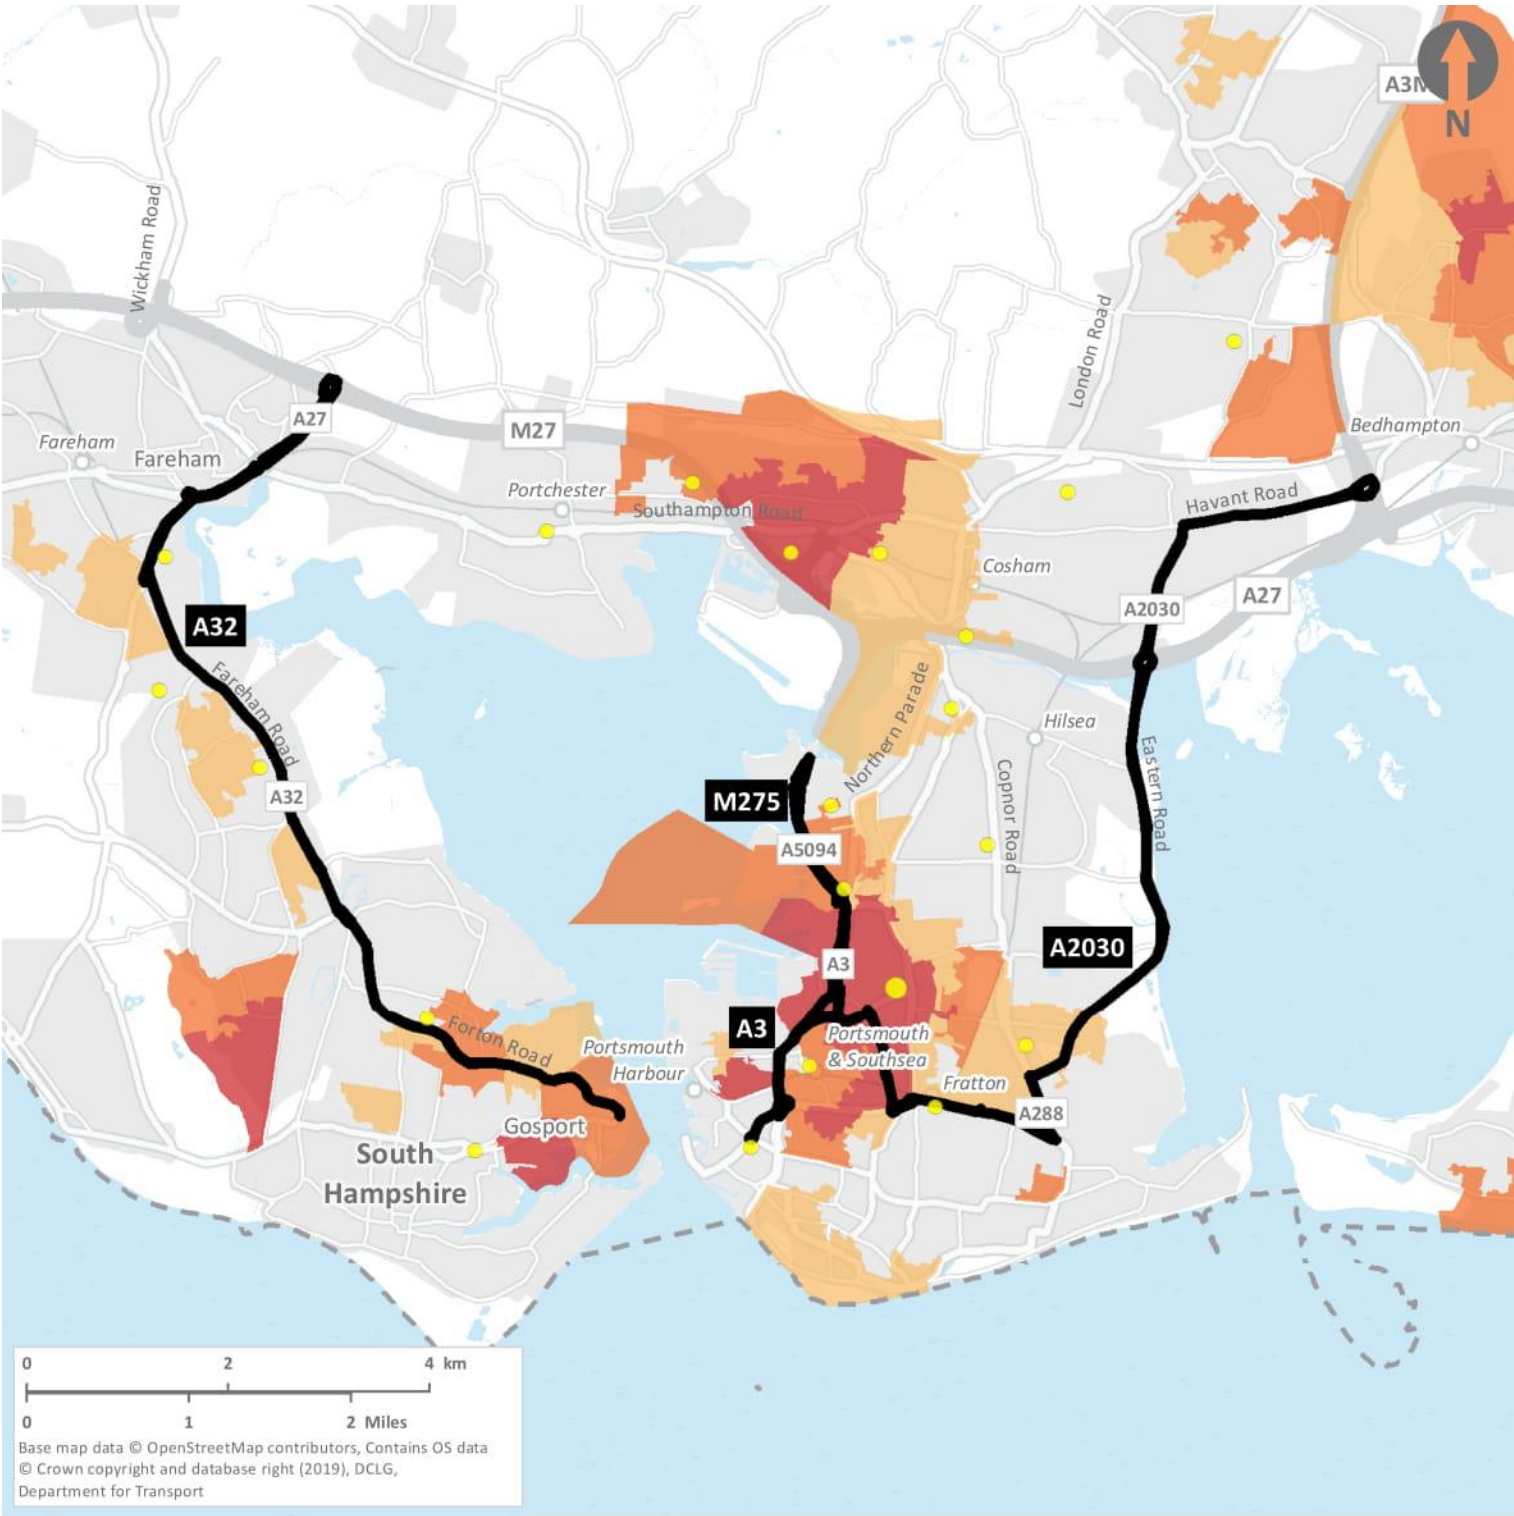 A3M
N
Wickham Road
London Road
A27
M27
Fareham
Fareham
Bedhampton
Portchester
Southampton Road
Havant Road
Cosham
A2030
A27
A32
Fareham Road
Northern Parade
Hilsea
Eastern Road
Copnor Road
A32
M275
A5094
A2030
A3
A3
Forton Road
Portsmouth
Harbour
Portsmouth
& Southsea
Fratton
A288
Gosport
South
Hampshire
0 2 4 km
0 1 2 Miles
Base map data © OpenStreetMap contributors, Contains OS data
© Crown copyright and database right (2019), DCLG,
Department for Transport